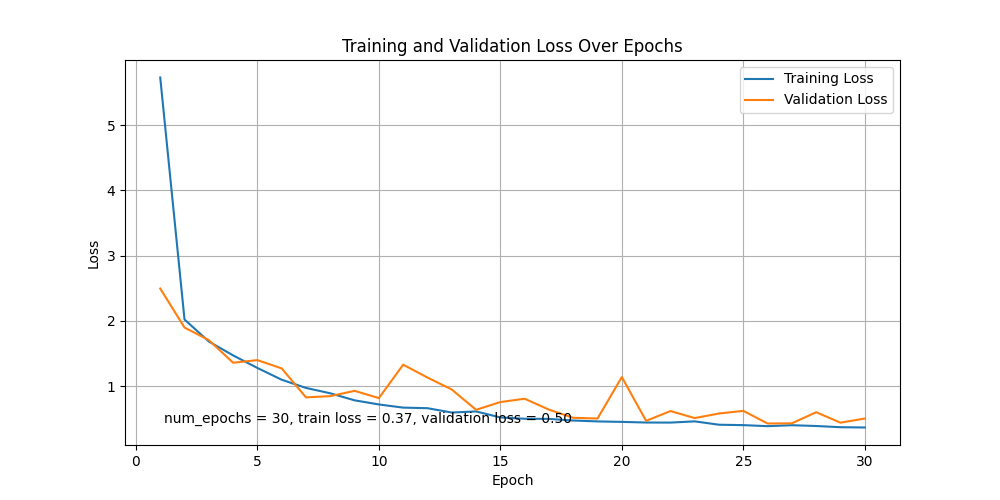 Training and Validation Loss Over Epochs
Training Loss
Validation Loss
5
4
3
2
1
Loss
num_epochs = 30, train loss = 0.37, validation loss = 0.50
0 5 10 15 20 25 30
Epoch